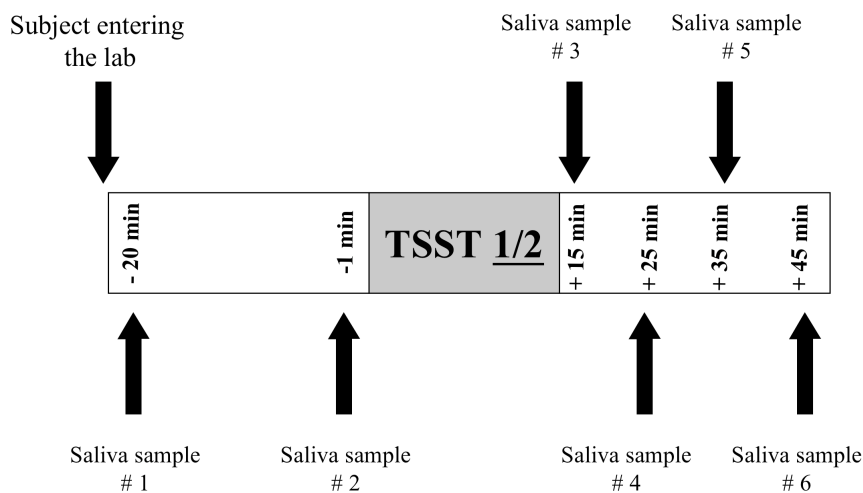 Subject entering
the lab
Saliva sample
# 3
Saliva sample
# 5
- 20 min
-1 min
TSST 1/2
+ 15 min
+ 25 min
+ 35 min
+ 45 min
Saliva sample
# 1
Saliva sample
# 2
Saliva sample
# 4
Saliva sample
# 6